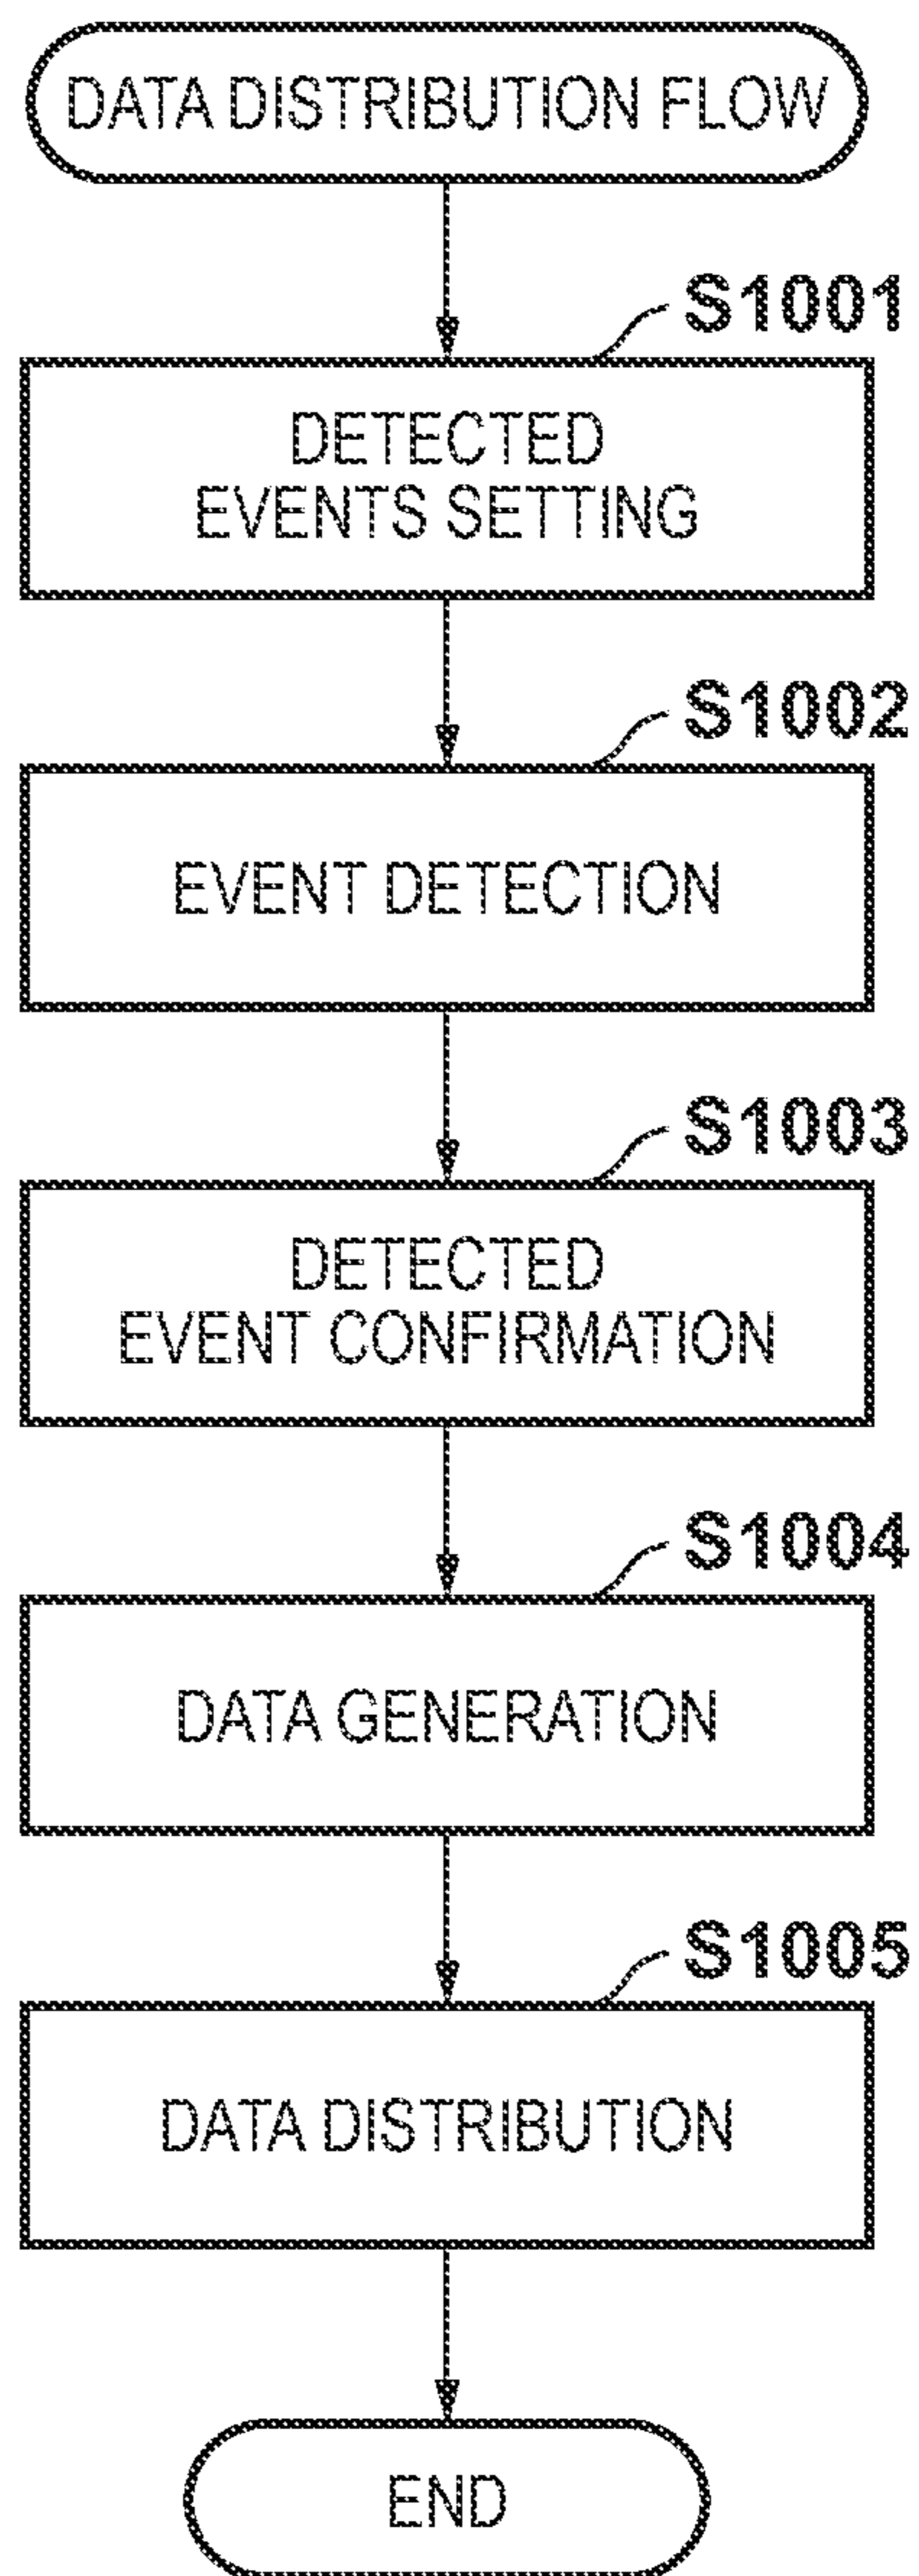 DATA DISTRIBUTION FLOW
S1001
DETECTED
EVENTS SETTING
S1002
EVENT DETECTION
S1003
DETECTED
EVENT CONFIRMATION
S1004
DATA GENERATION
S1005
DATA DISTRIBUTION
END